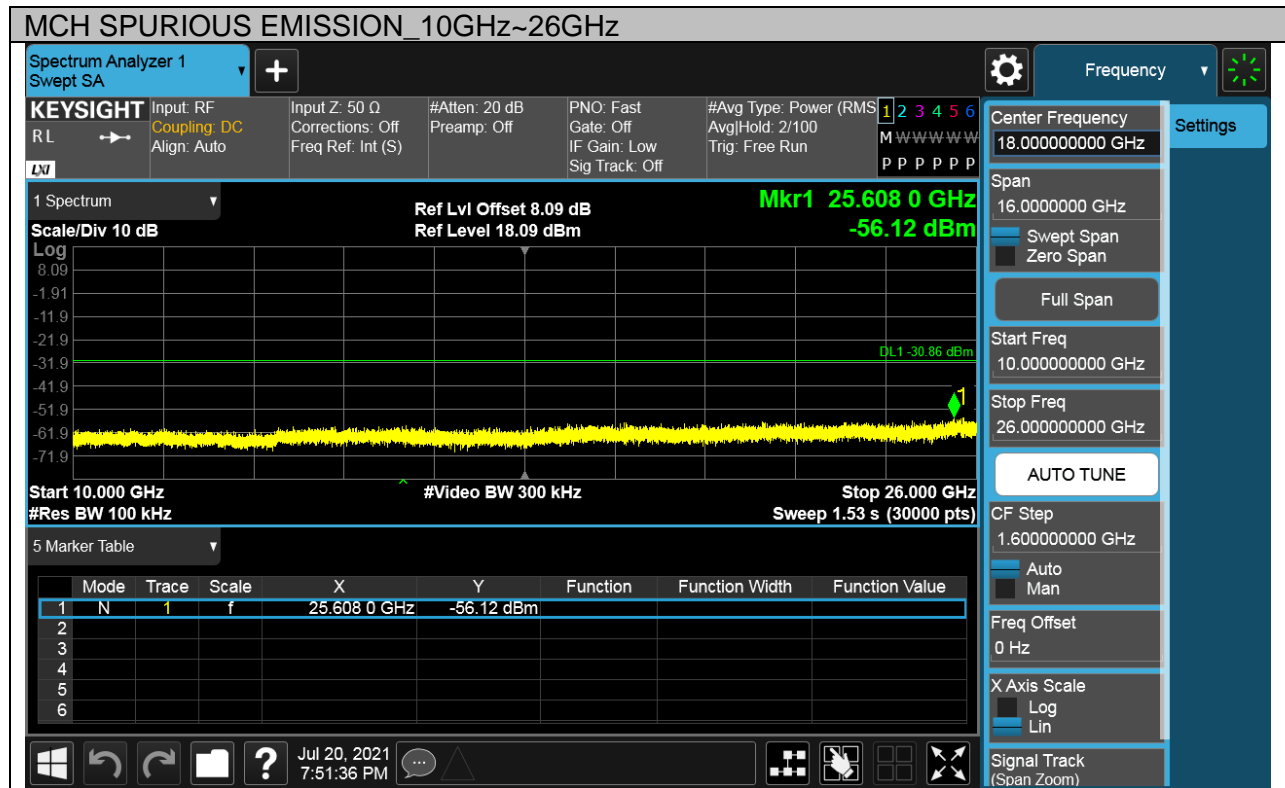 MCH SPURIOUS EMISSION_10GHz~26GHz
Spectrum Analyzer 1
Swept SA
Frequency
KEYSIGHT
RL
LXI
Input: RF
Coupling: DC
Align: Auto
Input Z: 50 Ω
Corrections: Off
Freq Ref: Int (S)
#Atten: 20 dB
Preamp: Off
PNO: Fast
Gate: Off
IF Gain: Low
Sig Track: Off
#Avg Type: Power (RMS
Avg|Hold: 2/100
Trig: Free Run
1 2 3 4 5 6
M W W W W W
P P P P P P
1 Spectrum
Scale/Div 10 dB
Ref Lvl Offset 8.09 dB
Ref Level 18.09 dBm
Mkr1 25.608 0 GHz
-56.12 dBm
Log
8.09
-1.91
-11.9
-21.9
-31.9
-41.9
-51.9
-61.9
-71.9
DL1 -30.86 dBm
1
Start 10.000 GHz
#Video BW 300 kHz
Stop 26.000 GHz
#Res BW 100 kHz
Sweep 1.53 s (30000 pts)
5 Marker Table
Mode Trace Scale X Y Function Function Width Function Value
1 N 1 f 25.608 0 GHz -56.12 dBm
2
3
4
5
6
Jul 20, 2021
7:51:36 PM
Center Frequency
18.000000000 GHz
Settings
Span
16.0000000 GHz
Swept Span
Zero Span
Full Span
Start Freq
10.000000000 GHz
Stop Freq
26.000000000 GHz
AUTO TUNE
CF Step
1.600000000 GHz
Auto
Man
Freq Offset
0 Hz
X Axis Scale
Log
Lin
Signal Track
(Span Zoom)